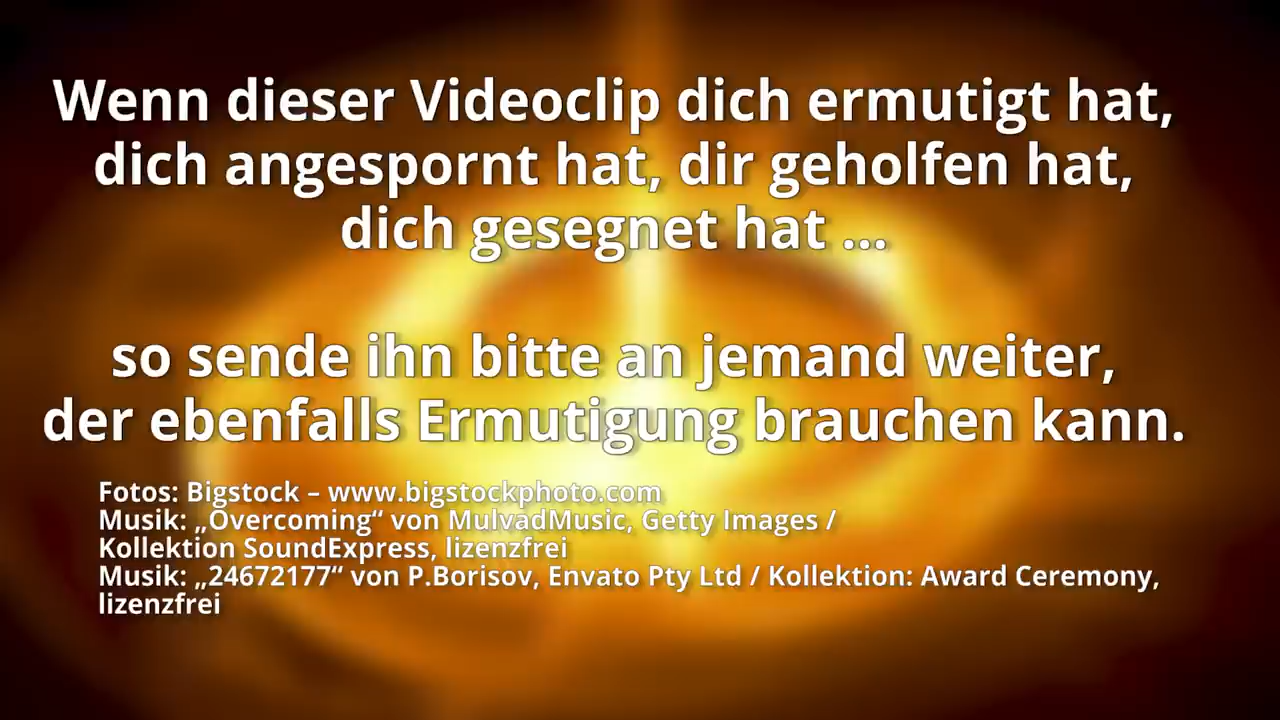 Wenn dieser Videoclip dich ermutigt hat,
dich angespornt hat, dir geholfen hat,
dich gesegnet hat ...
so sende ihn bitte an jemand weiter,
der ebenfalls Ermutigung brauchen kann.
Fotos: Bigstock – www.bigstockphoto.com
Musik: „Overcoming“ von MulvadMusic, Getty Images /
Kollektion SoundExpress, lizenzfrei
Musik: „24672177“ von P.Borisov, Envato Pty Ltd / Kollektion: Award Ceremony,
lizenzfrei